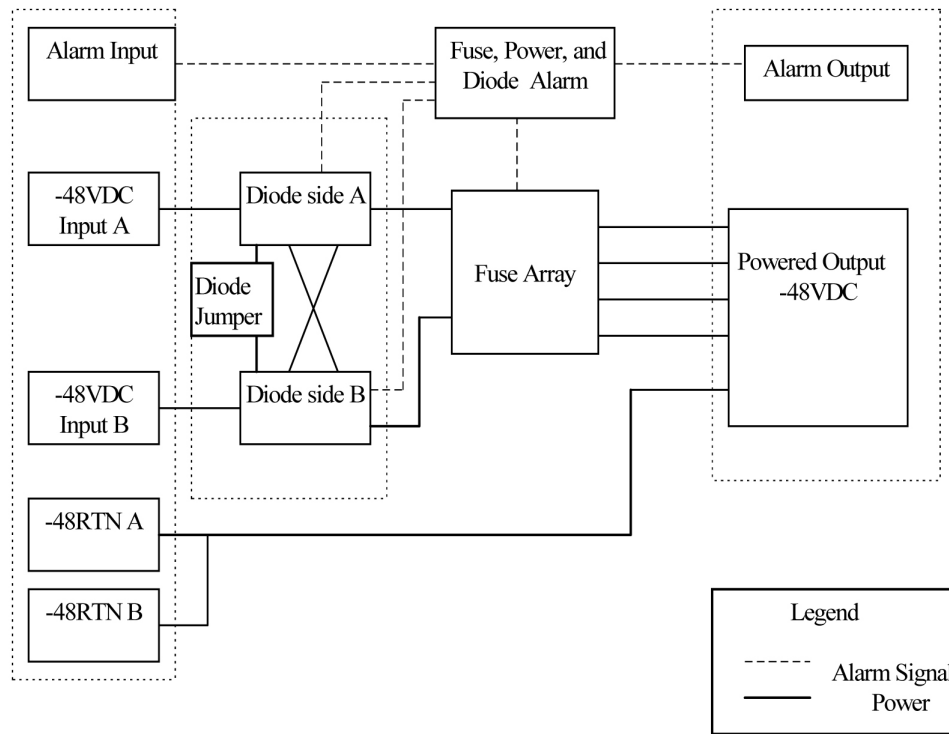 Alarm Input
Fuse, Power, and
Diode Alarm
Alarm Output
-48VDC
Input A
Diode side A
Fuse Array
Powered Output
-48VDC
Diode
Jumper
-48VDC
Input B
Diode side B
-48RTN A
-48RTN B
Legend
Alarm Signal
Power